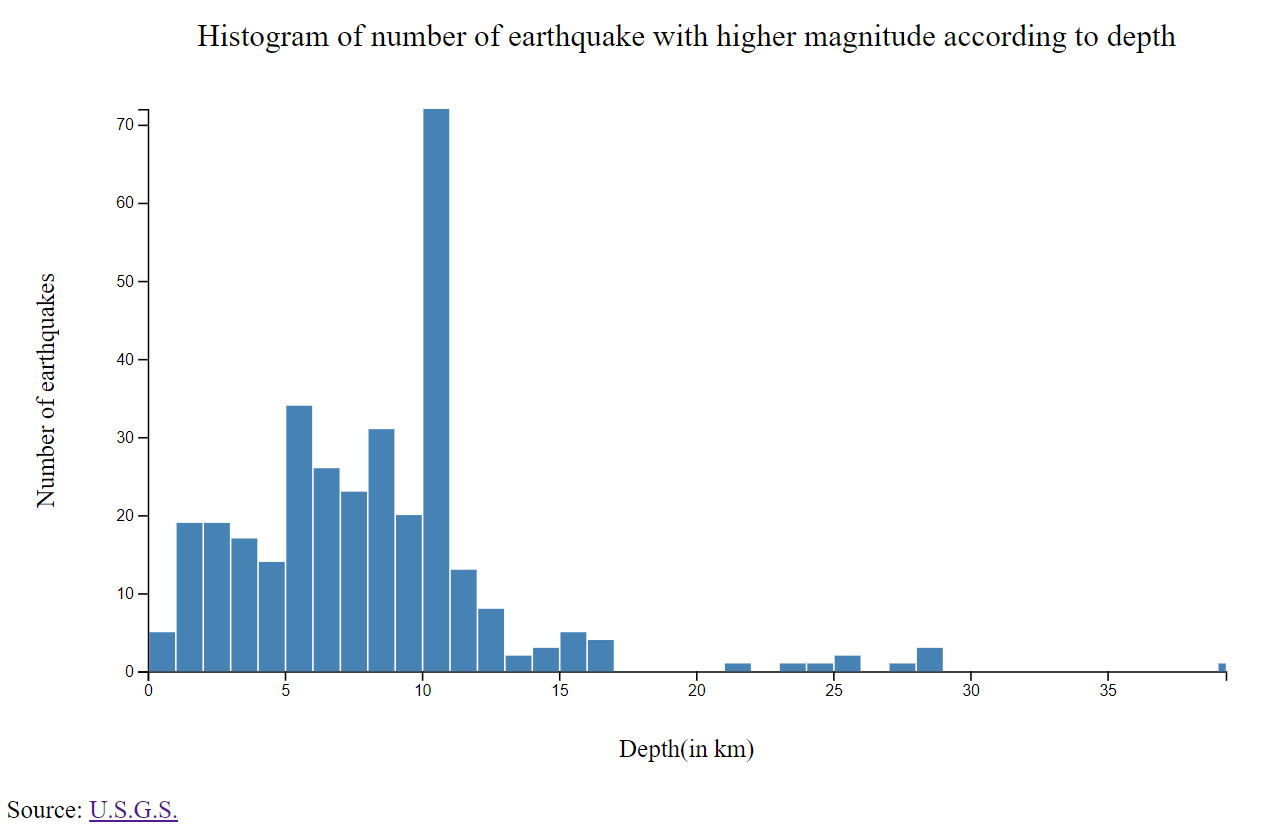 Histogram of number of earthquake with higher magnitude according to depth
70
60
50
40
30
20
10
0
Number of earthquakes
0 5 10 15 20 25 30 35
Depth(in km)
Source: U.S.G.S.